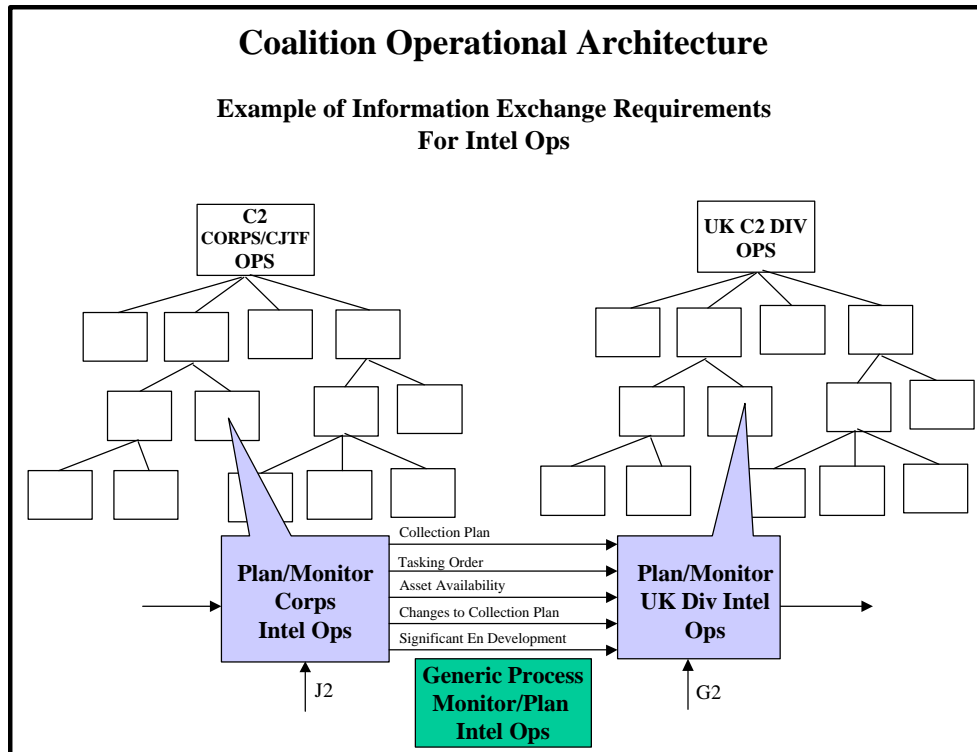 Coalition Operational Architecture
Example of Information Exchange Requirements
For Intel Ops
C2
CORPS/CJTF
OPS
UK C2 DIV
OPS
Plan/Monitor
Corps
Intel Ops
Collection Plan
Tasking Order
Asset Availability
Changes to Collection Plan
Significant En Development
Plan/Monitor
UK Div Intel
Ops
J2
Generic Process
Monitor/Plan
Intel Ops
G2